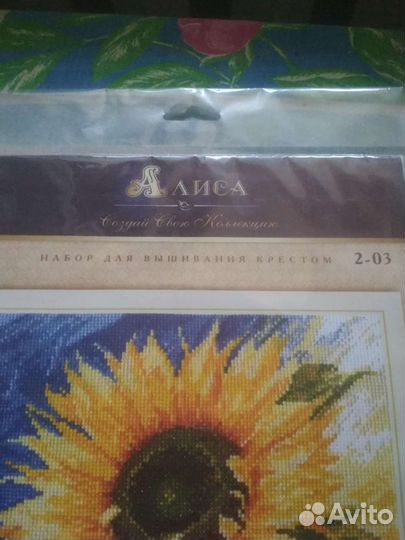 Алиса
Создай Свою Коллекцию
НАБОР ДЛЯ ВЫШИВАНИЯ КРЕСТОМ 2-03
Avito